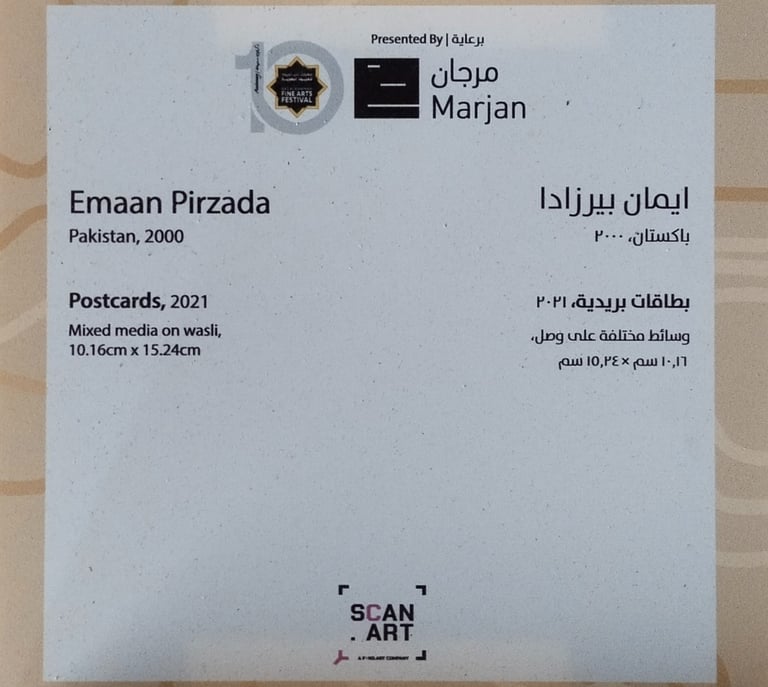 Presented By | برعاية
10
FINE ARTS
FESTIVAL
مرجان
Marjan
Emaan Pirzada
Pakistan, 2000
Postcards, 2021
Mixed media on wasli,
10.16cm x 15.24cm
ايمان بيرزادا
باكستان، ٢٠٠٠
بطاقات بريدية، ٢٠٢١
وسائط مختلفة على وصل،
١٠,١٦ سم × ١٥,٢٤ سم
SCAN
. ART